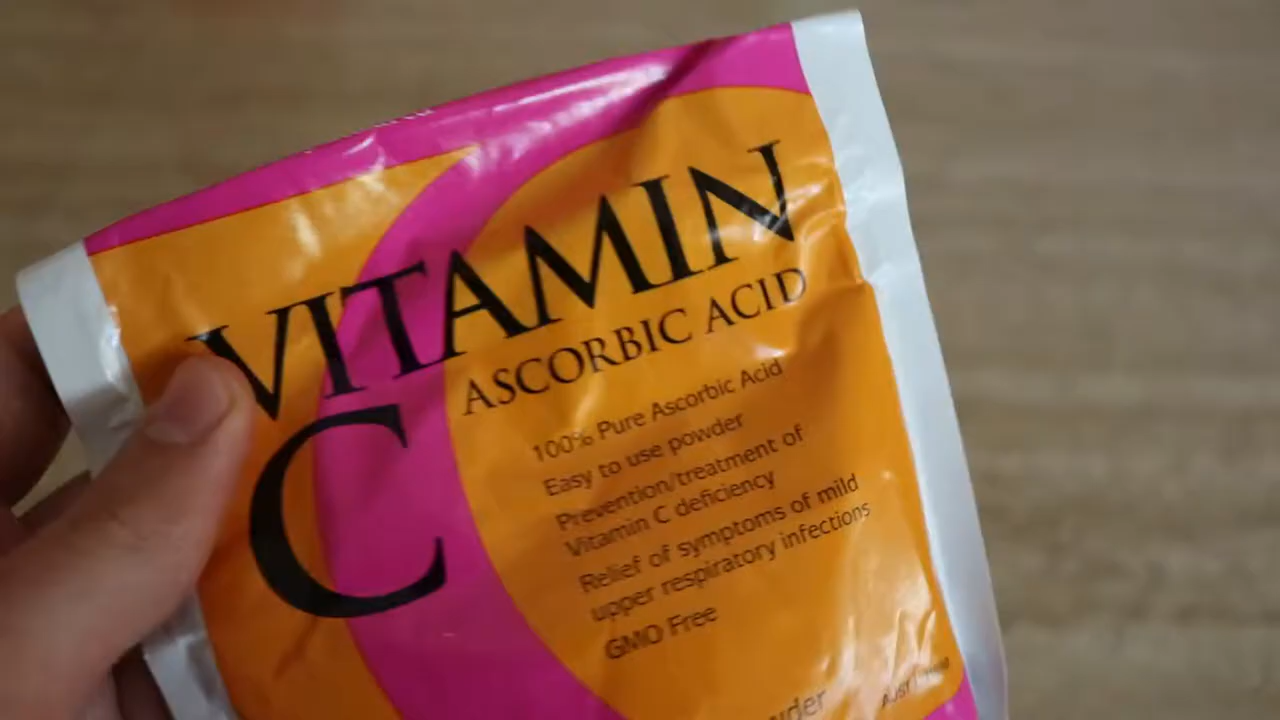 VITAMIN
C
ASCORBIC ACID
100% Pure Ascorbic Acid
Easy to use powder
Prevention/treatment of
Vitamin C deficiency
Relief of symptoms of mild
upper respiratory infections
GMO Free